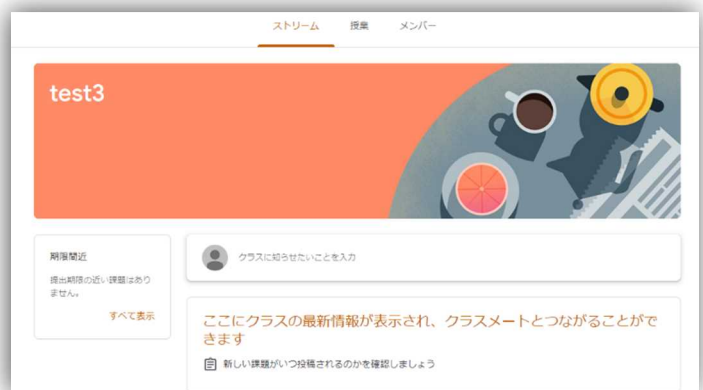 ストリーム 授業 メンバー
test3
期限間近
提出期限の近い課題はあり
ません。
すべて表示
クラスに知らせたいことを入力
ここにクラスの最新情報が表示され、クラスメートとつながることがで
きます
新しい課題がいつ投稿されるのかを確認しましょう